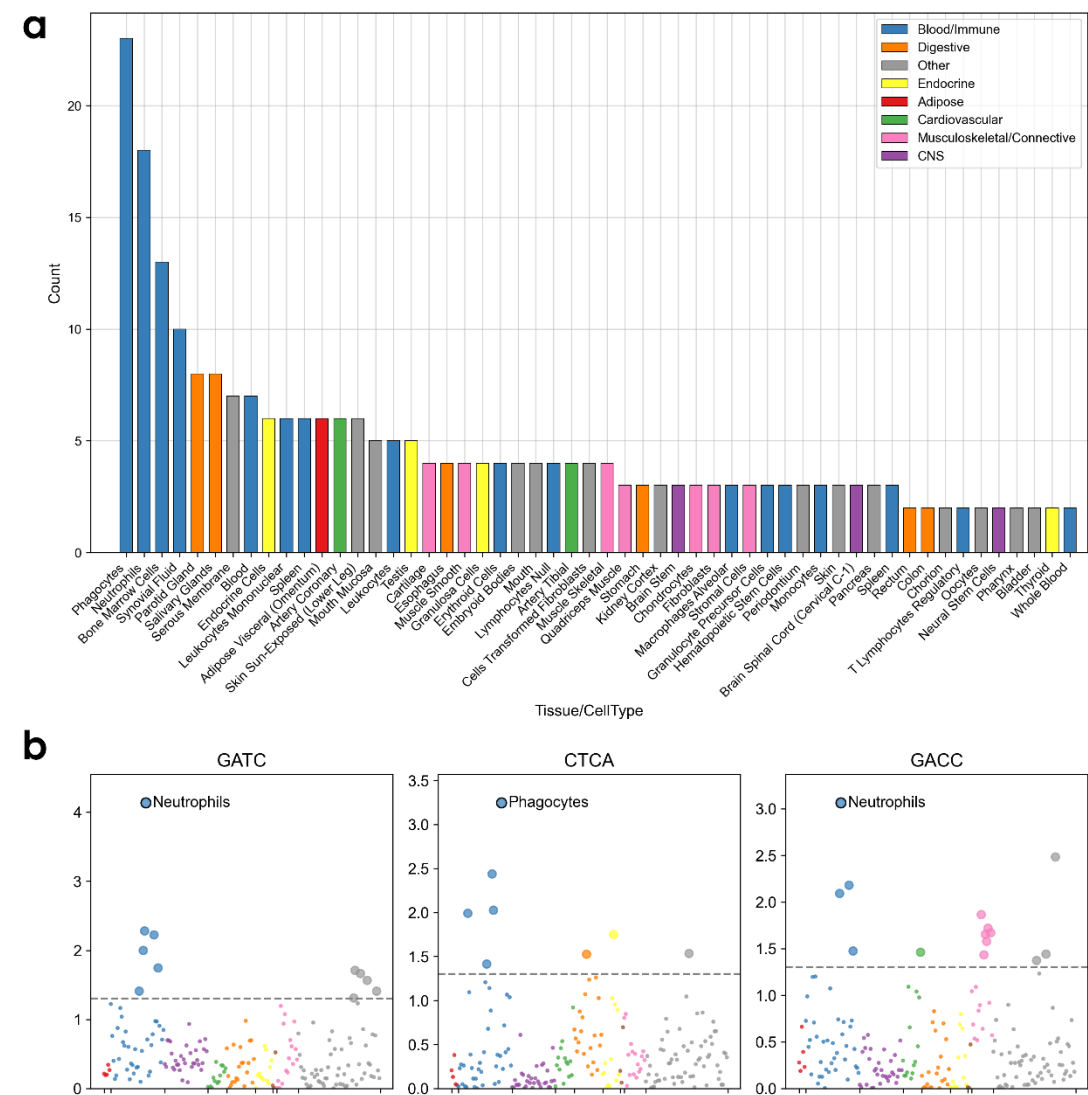 a
Count
20
15
10
5
0
Blood/Immune
Digestive
Other
Endocrine
Adipose
Cardiovascular
Musculoskeletal/Connective
CNS
Phagocytes
Neutrophils
Bone Marrow Cells
Synovial Fluid
Parotid Gland
Salivary Glands
Serous Membrane
Blood
Endocrine Cells
Leukocytes Mononuclear
Spleen
Adipose Visceral (Omentum)
Artery Coronary
Skin Sun-Exposed (Lower Leg)
Mouth Mucosa
Leukocytes
Testis
Cartilage
Esophagus
Muscle Smooth
Granulosa Cells
Erythroid Cells
Embryoid Bodies
Mouth
Lymphocytes Null
Artery Tibial
Cells Transformed Fibroblasts
Muscle Skeletal
Quadriceps Muscle
Stomach
Kidney Cortex
Brain Stem
Chondrocytes
Fibroblasts
Macrophages Alveolar
Stromal Cells
Granulocyte Precursor Cells
Hematopoietic Stem Cells
Periodontium
Monocytes
Skin
Brain Spinal Cord (Cervical C-1)
Pancreas
Spleen
Rectum
Colon
Chorion
T Lymphocytes Regulatory
Oocytes
Neural Stem Cells
Pharynx
Bladder
Thyroid
Whole Blood
Tissue/CellType
b
GATC
4
3
2
1
0
Neutrophils
CTCA
3.5
3.0
2.5
2.0
1.5
1.0
0.5
0.0
Phagocytes
GACC
3.0
2.5
2.0
1.5
1.0
0.5
0.0
Neutrophils